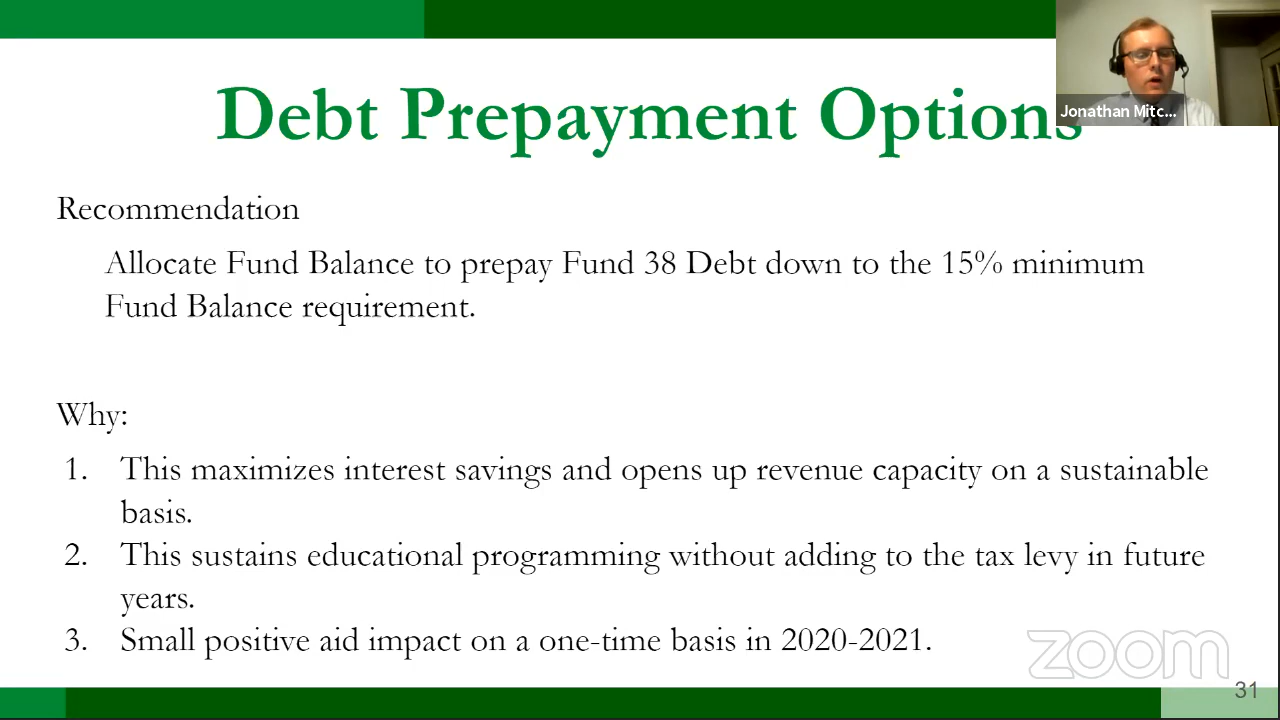 Debt Prepayment Options
Jonathan Mitc...
Recommendation
Allocate Fund Balance to prepay Fund 38 Debt down to the 15% minimum
Fund Balance requirement.
Why:
1. This maximizes interest savings and opens up revenue capacity on a sustainable
basis.
2. This sustains educational programming without adding to the tax levy in future
years.
3. Small positive aid impact on a one-time basis in 2020-2021.
zoom
31